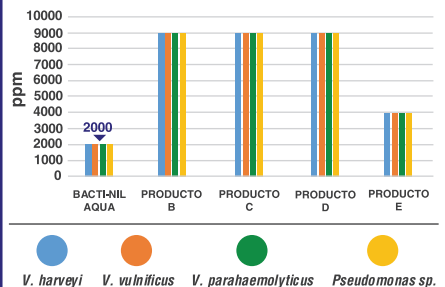 10000
9000
8000
7000
6000
5000
4000
3000
2000
1000
0
ppm
2000
BACTI-NIL AQUA
PRODUCTO B
PRODUCTO C
PRODUCTO D
PRODUCTO E
V. harveyi
V. vulnificus
V. parahaemolyticus
Pseudomonas sp.